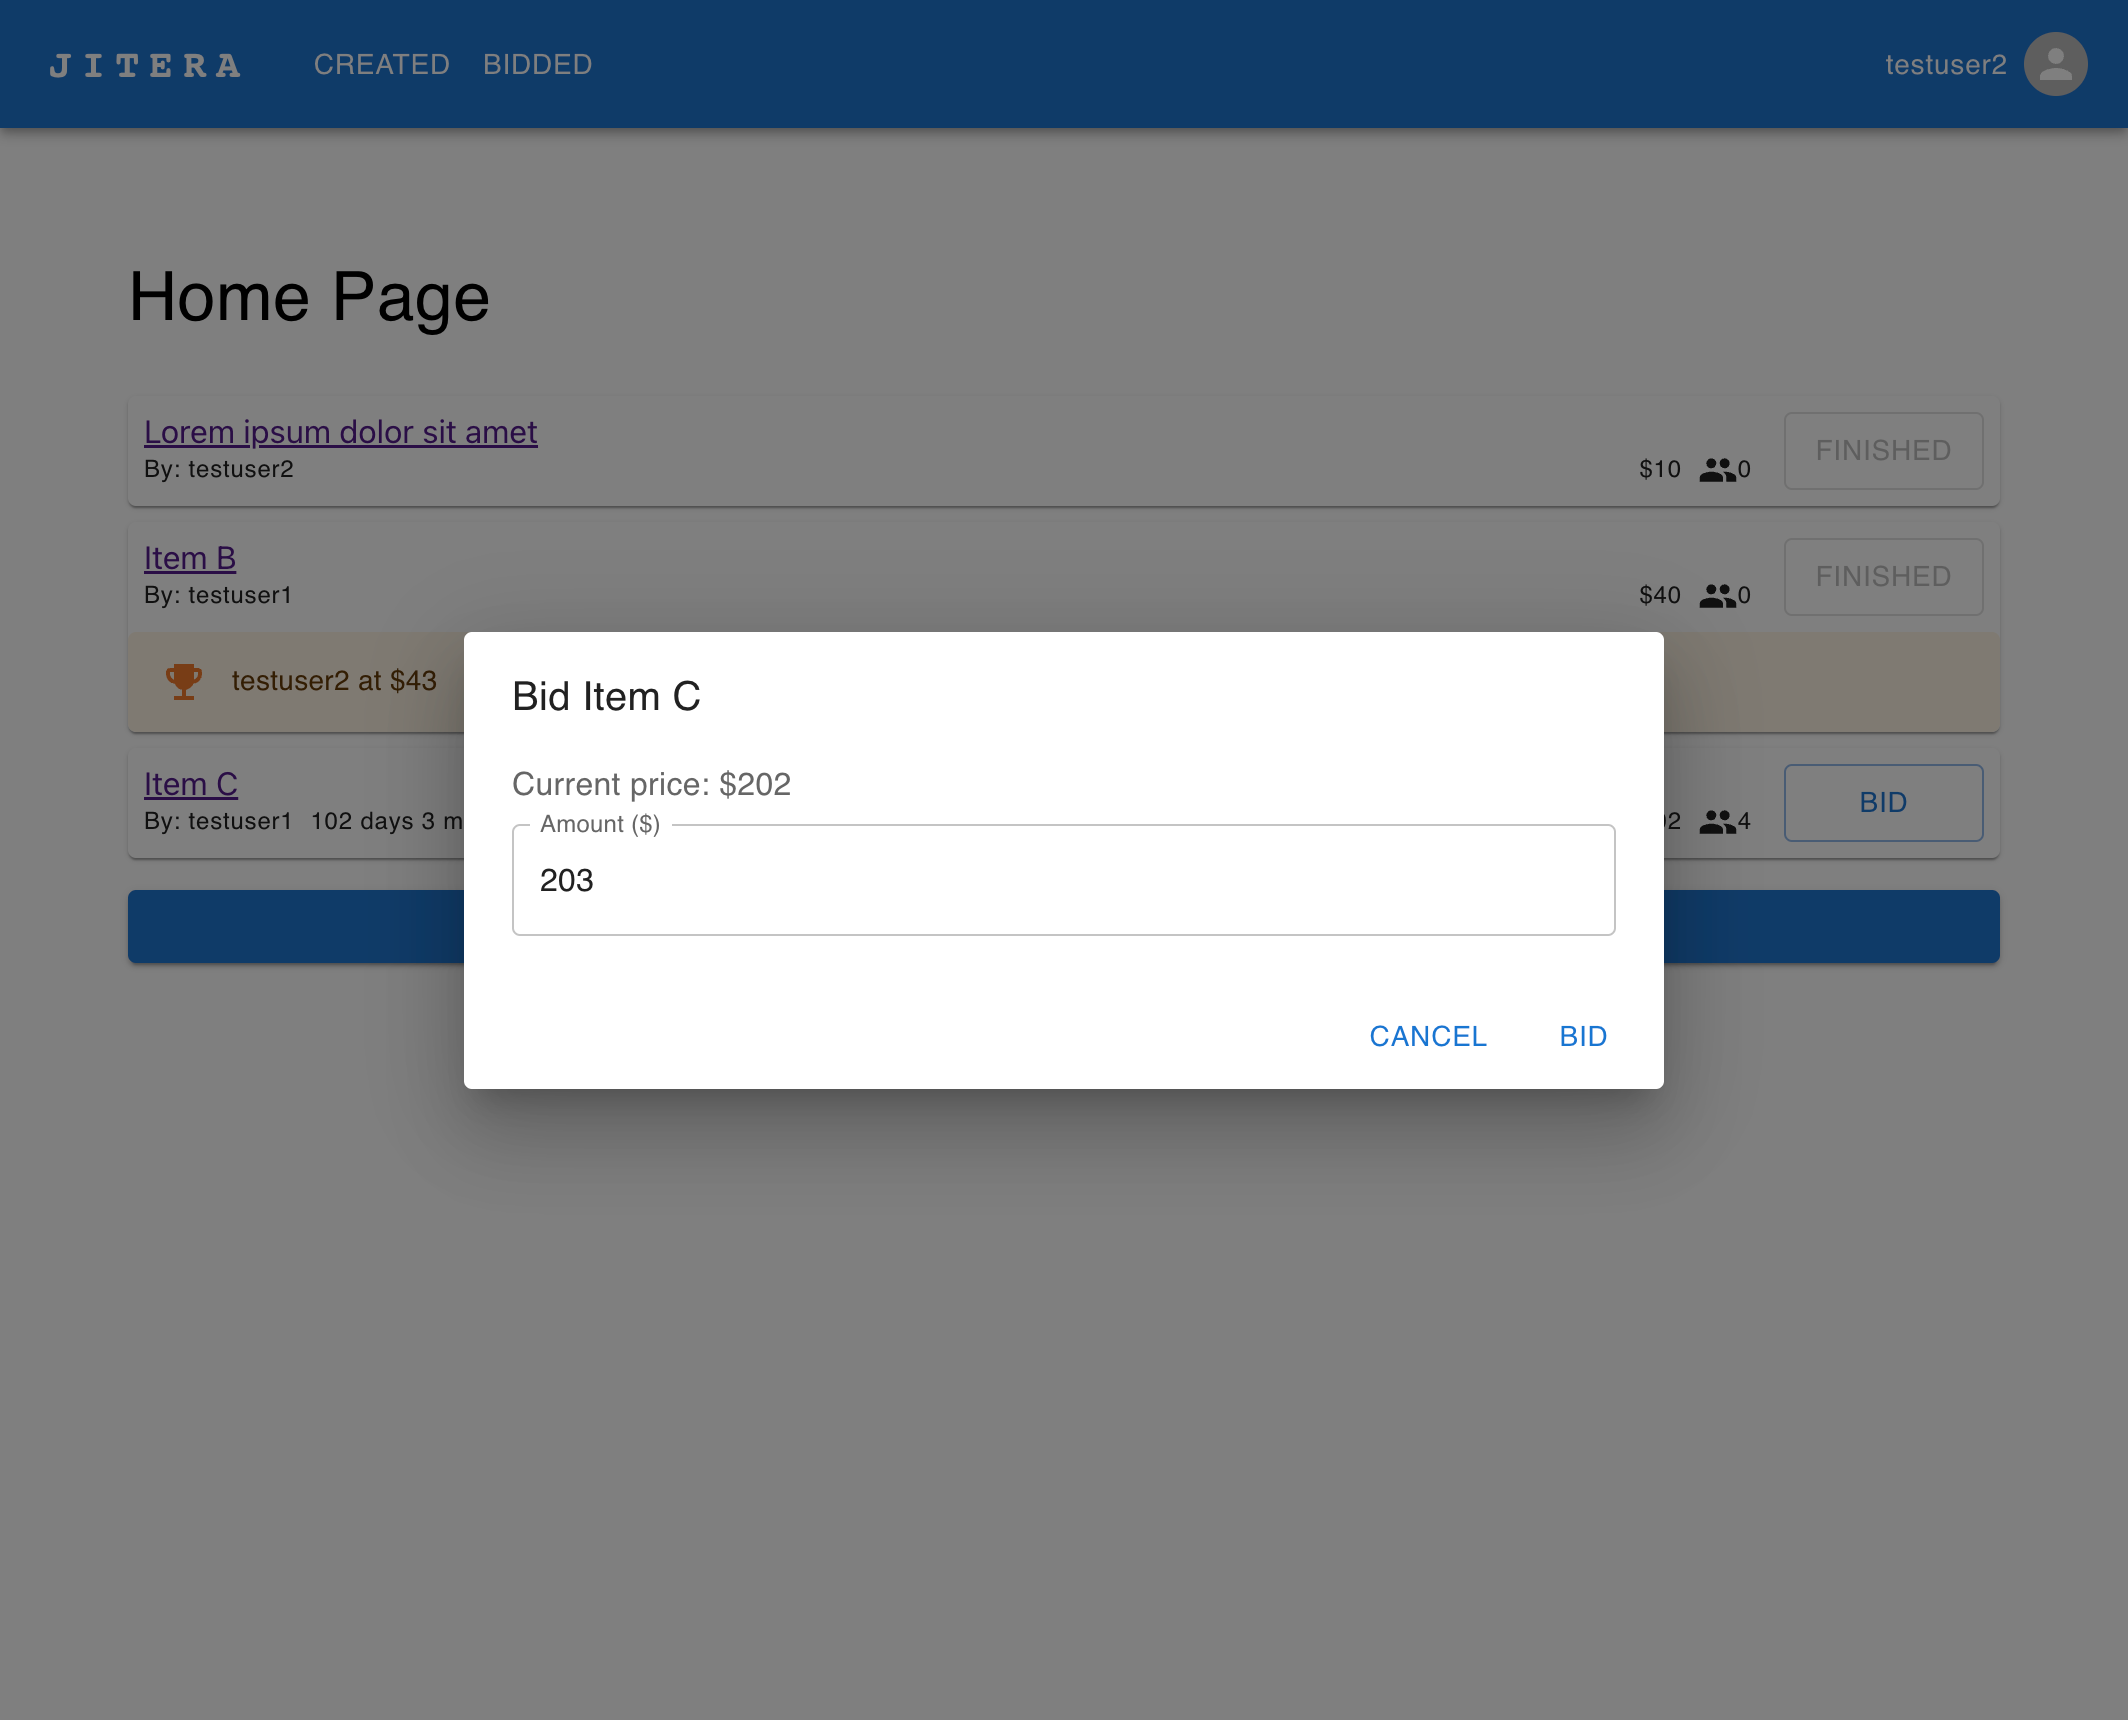 JITERA CREATED BIDDED testuser2
Home Page
Lorem ipsum dolor sit amet
By: testuser2 $10 0 FINISHED
Item B
By: testuser1 $40 0 FINISHED
testuser2 at $43
Item C
By: testuser1 102 days 3 m 4 BID
Bid Item C
Current price: $202
Amount ($)
203
CANCEL BID